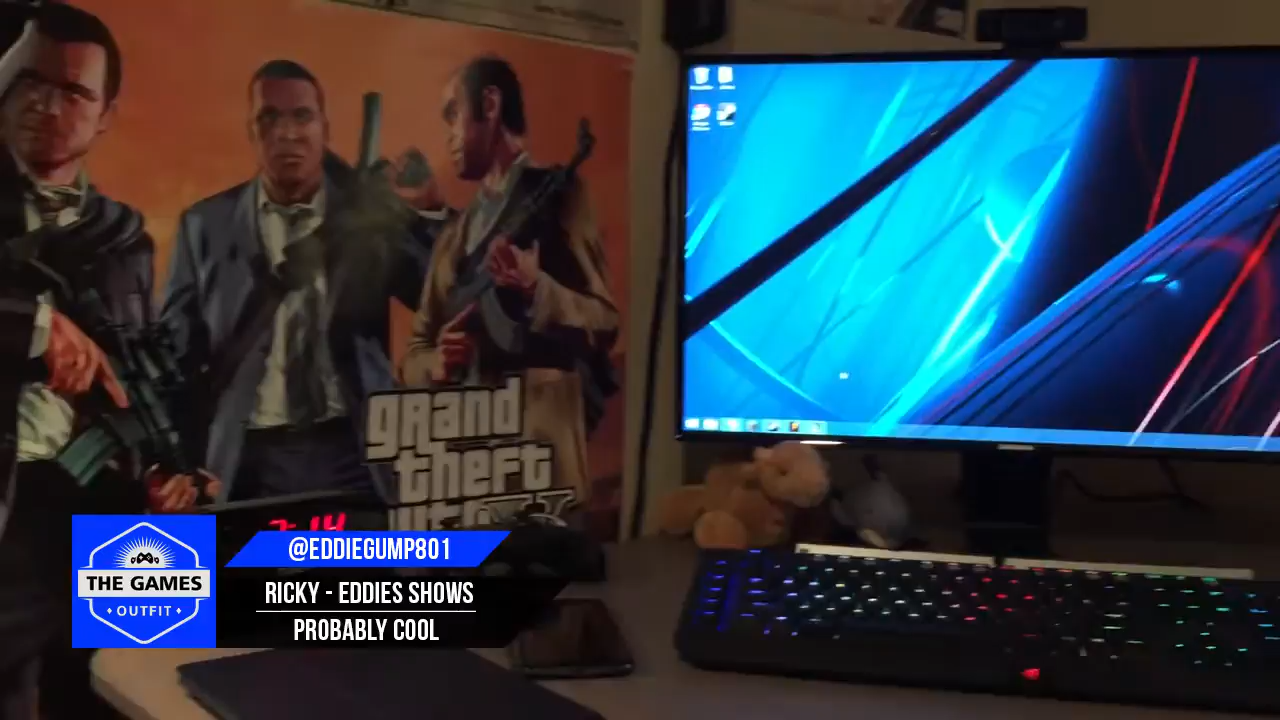 grand
theft
THE GAMES
OUTFIT
@EDDIEGUMP801
RICKY - EDDIES SHOWS
PROBABLY COOL